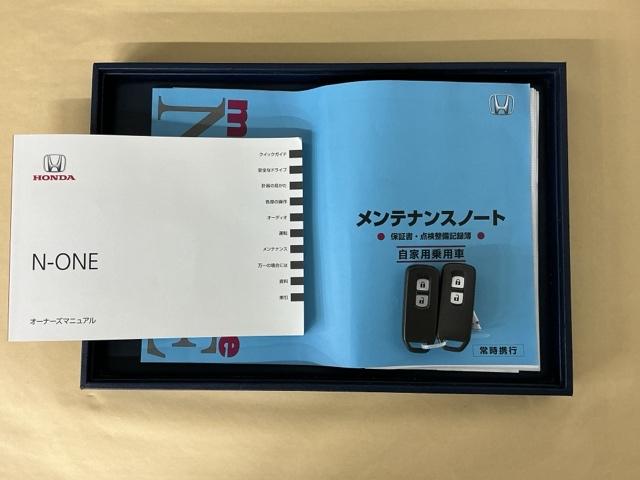 HONDA
N-ONE
オーナーズマニュアル
クイックガイド
安全なドライブ
計器の見かた
各部の操作
オーディオ
運転
メンテナンス
万一の場合には
資料
索引
メンテナンスノート
保証書・点検整備記録簿
自家用乗用車
常時携行